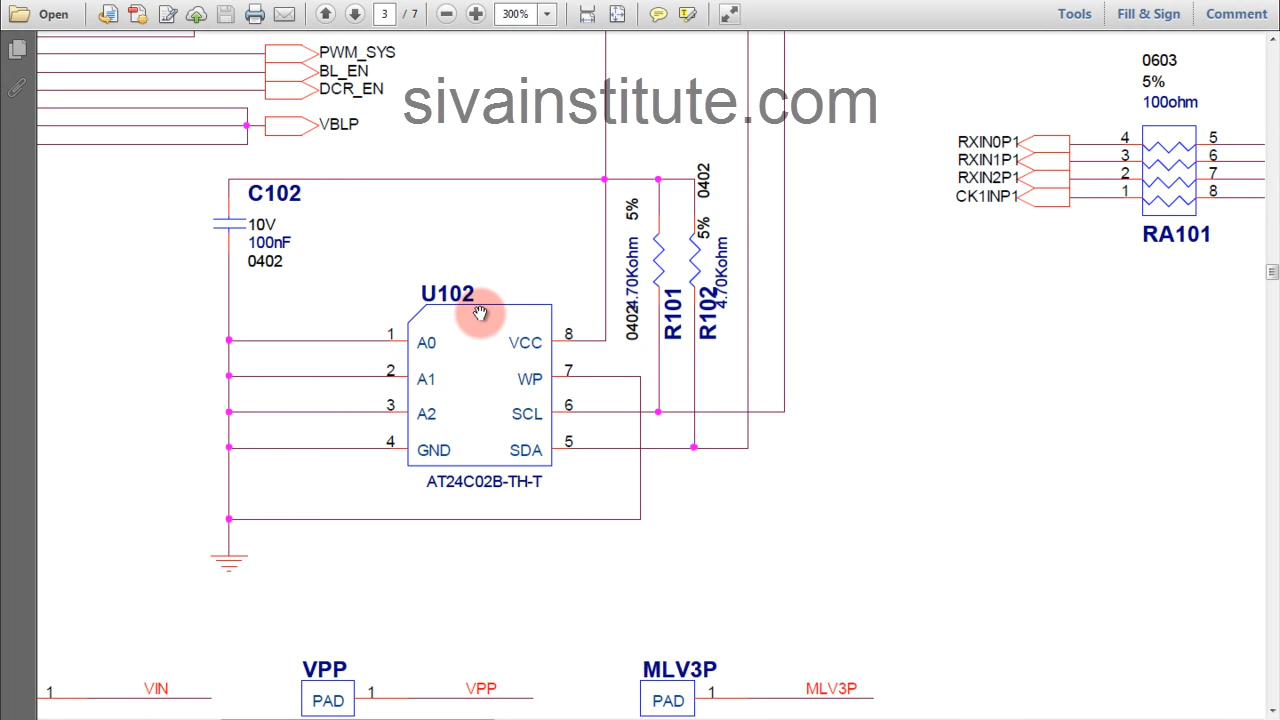 Open
3 / 7
300%
Tools
Fill & Sign
Comment
PWM_SYS
BL_EN
DCR_EN
VBLP
sivainstitute.com
0603
5%
100ohm
RXIN0P1 4 5
RXIN1P1 3 6
RXIN2P1 2 7
CK1INP1 1 8
RA101
C102
10V
100nF
0402
0402 4.70Kohm 5%
R101
R102
4.70Kohm
5% 0402
U102
1 A0 VCC 8
2 A1 WP 7
3 A2 SCL 6
4 GND SDA 5
AT24C02B-TH-T
1 VIN
VPP
PAD 1 VPP
MLV3P
PAD 1 MLV3P